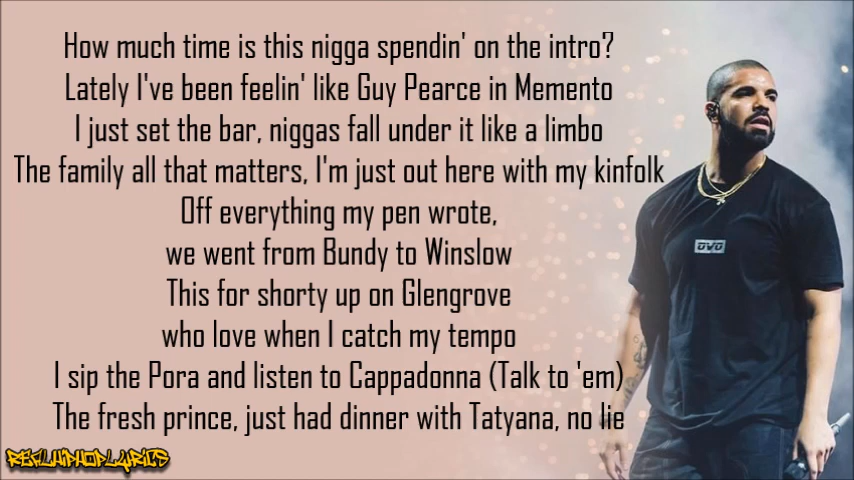 How much time is this nigga spendin' on the intro?
Lately I've been feelin' like Guy Pearce in Memento
I just set the bar, niggas fall under it like a limbo
The family all that matters, I'm just out here with my kinfolk
Off everything my pen wrote,
we went from Bundy to Winslow
This for shorty up on Glengrove
who love when I catch my tempo
I sip the Pora and listen to Cappadonna (Talk to 'em)
The fresh prince, just had dinner with Tatyana, no lie
OVO
REFLHIPHOPLYRICS